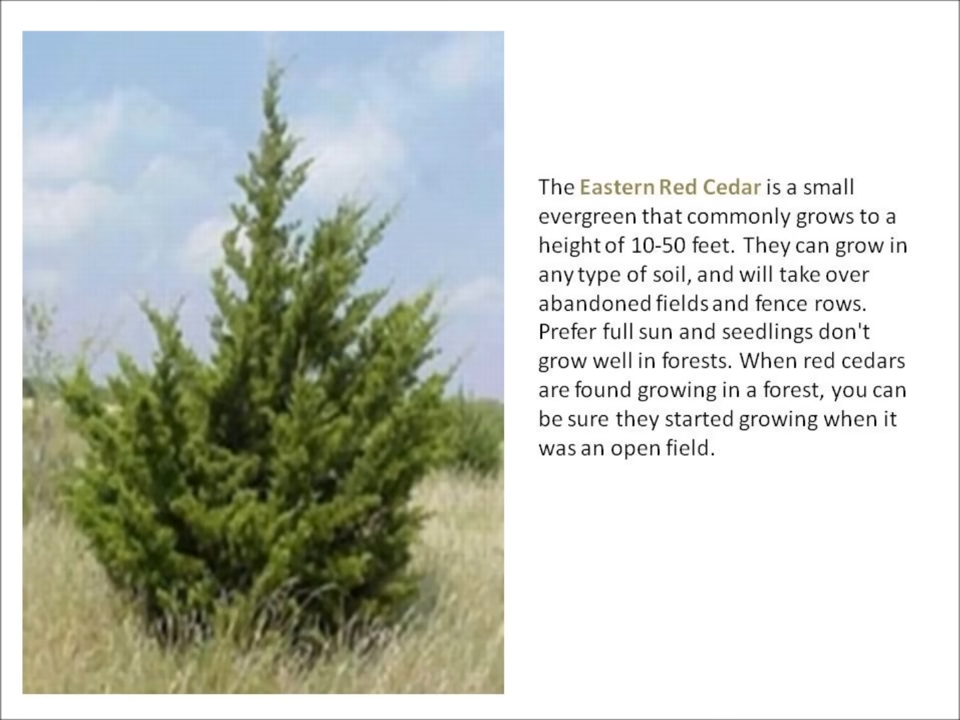 The Eastern Red Cedar is a small
evergreen that commonly grows to a
height of 10-50 feet. They can grow in
any type of soil, and will take over
abandoned fields and fence rows.
Prefer full sun and seedlings don't
grow well in forests. When red cedars
are found growing in a forest, you can
be sure they started growing when it
was an open field.